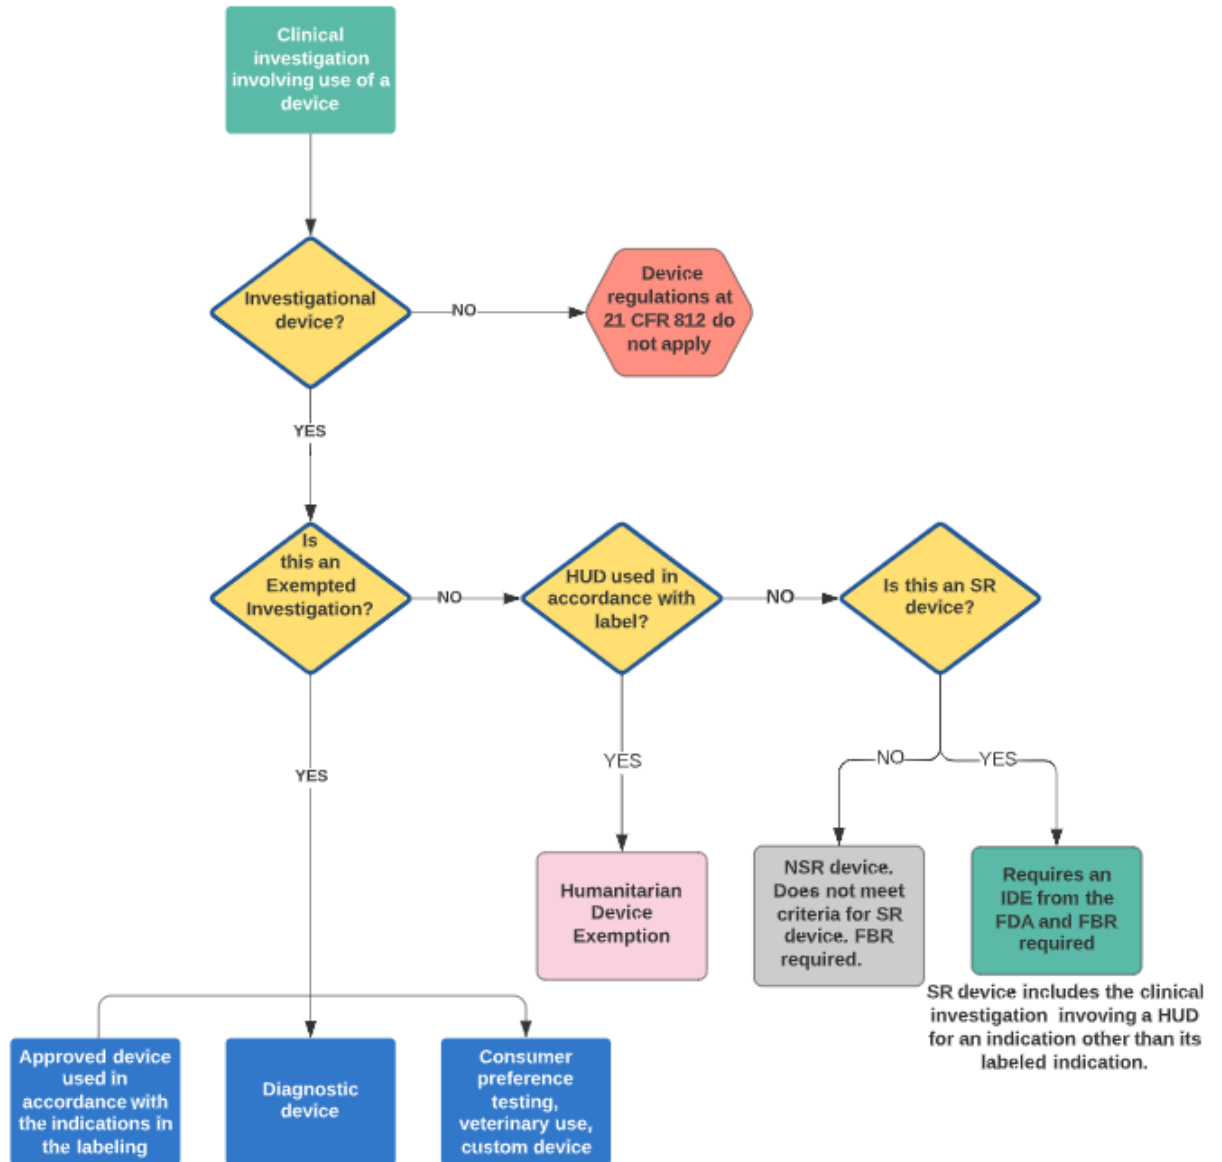 Clinical
investigation
involving use of a
device
Investigational
device?
NO
Device
regulations at
21 CFR 812 do
not apply
YES
Is
this an
Exempted
Investigation?
NO
HUD used in
accordance with
label?
NO
Is this an SR
device?
YES
YES
NO
YES
Humanitarian
Device
Exemption
NSR device.
Does not meet
criteria for SR
device. FBR
required.
Requires an
IDE from the
FDA and FBR
required
SR device includes the clinical
investigation invoving a HUD
for an indication other than its
labeled indication.
Approved device
used in
accordance with
the indications in
the labeling
Diagnostic
device
Consumer
preference
testing,
veterinary use,
custom device